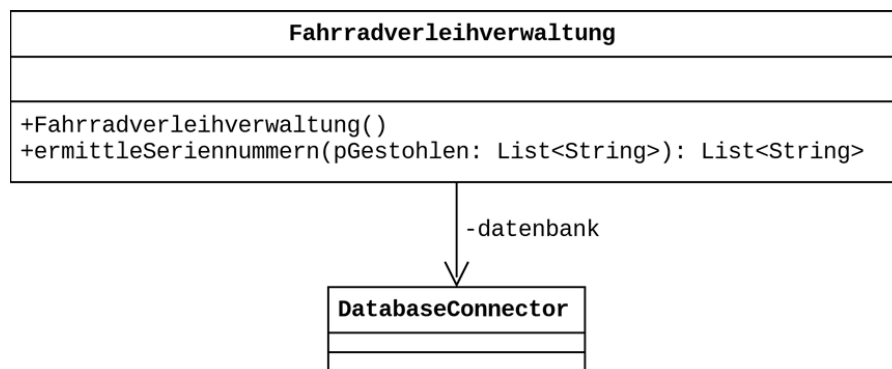 Fahrradverleihverwaltung
+Fahrradverleihverwaltung()
+ermittleSeriennummern(pGestohlen: List<String>): List<String>
-datenbank
DatabaseConnector